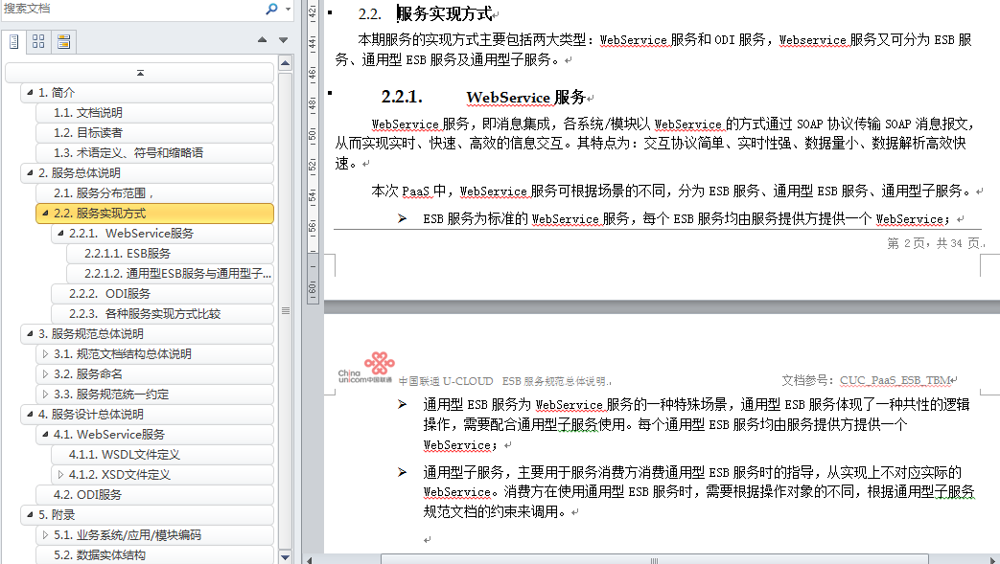 搜索文档
1. 简介
1.1. 文档说明
1.2. 目标读者
1.3. 术语定义、符号和缩略语
2. 服务总体说明
2.1. 服务分布范围，
2.2. 服务实现方式
2.2.1. WebService服务
2.2.1.1. ESB服务
2.2.1.2. 通用型ESB服务与通用型子...
2.2.2. ODI服务
2.2.3. 各种服务实现方式比较
3. 服务规范总体说明
3.1. 规范文档结构总体说明
3.2. 服务命名
3.3. 服务规范统一约定
4. 服务设计总体说明
4.1. WebService服务
4.1.1. WSDL文件定义
4.1.2. XSD文件定义
4.2. ODI服务
5. 附录
5.1. 业务系统/应用/模块编码
5.2. 数据实体结构
42
44
46
48
50
52
54
56
60
2.2. 服务实现方式
本期服务的实现方式主要包括两大类型：WebService 服务和 ODI 服务，Webservice 服务又可分为 ESB 服
务、通用型 ESB 服务及通用型子服务。
2.2.1. WebService 服务
WebService 服务，即消息集成，各系统/模块以 WebService 的方式通过 SOAP 协议传输 SOAP 消息报文，
从而实现实时、快速、高效的信息交互。其特点为：交互协议简单、实时性强、数据量小、数据解析高效快
速。
本次 PaaS 中，WebService 服务可根据场景的不同，分为 ESB 服务、通用型 ESB 服务、通用型子服务。
➢ ESB 服务为标准的 WebService 服务，每个 ESB 服务均由服务提供方提供一个 WebService；
第 2 页，共 34 页.
China
unicom中国联通
中国联通 U-CLOUD ESB 服务规范总体说明.
文档参号：CUC_PaaS_ESB_TBM
➢ 通用型 ESB 服务为 WebService 服务的一种特殊场景，通用型 ESB 服务体现了一种共性的逻辑
操作，需要配合通用型子服务使用。每个通用型 ESB 服务均由服务提供方提供一个
WebService；
➢ 通用型子服务，主要用于服务消费方消费通用型 ESB 服务时的指导，从实现上不对应实际的
WebService。消费方在使用通用型 ESB 服务时，需要根据操作对象的不同，根据通用型子服务
规范文档的约束来调用。